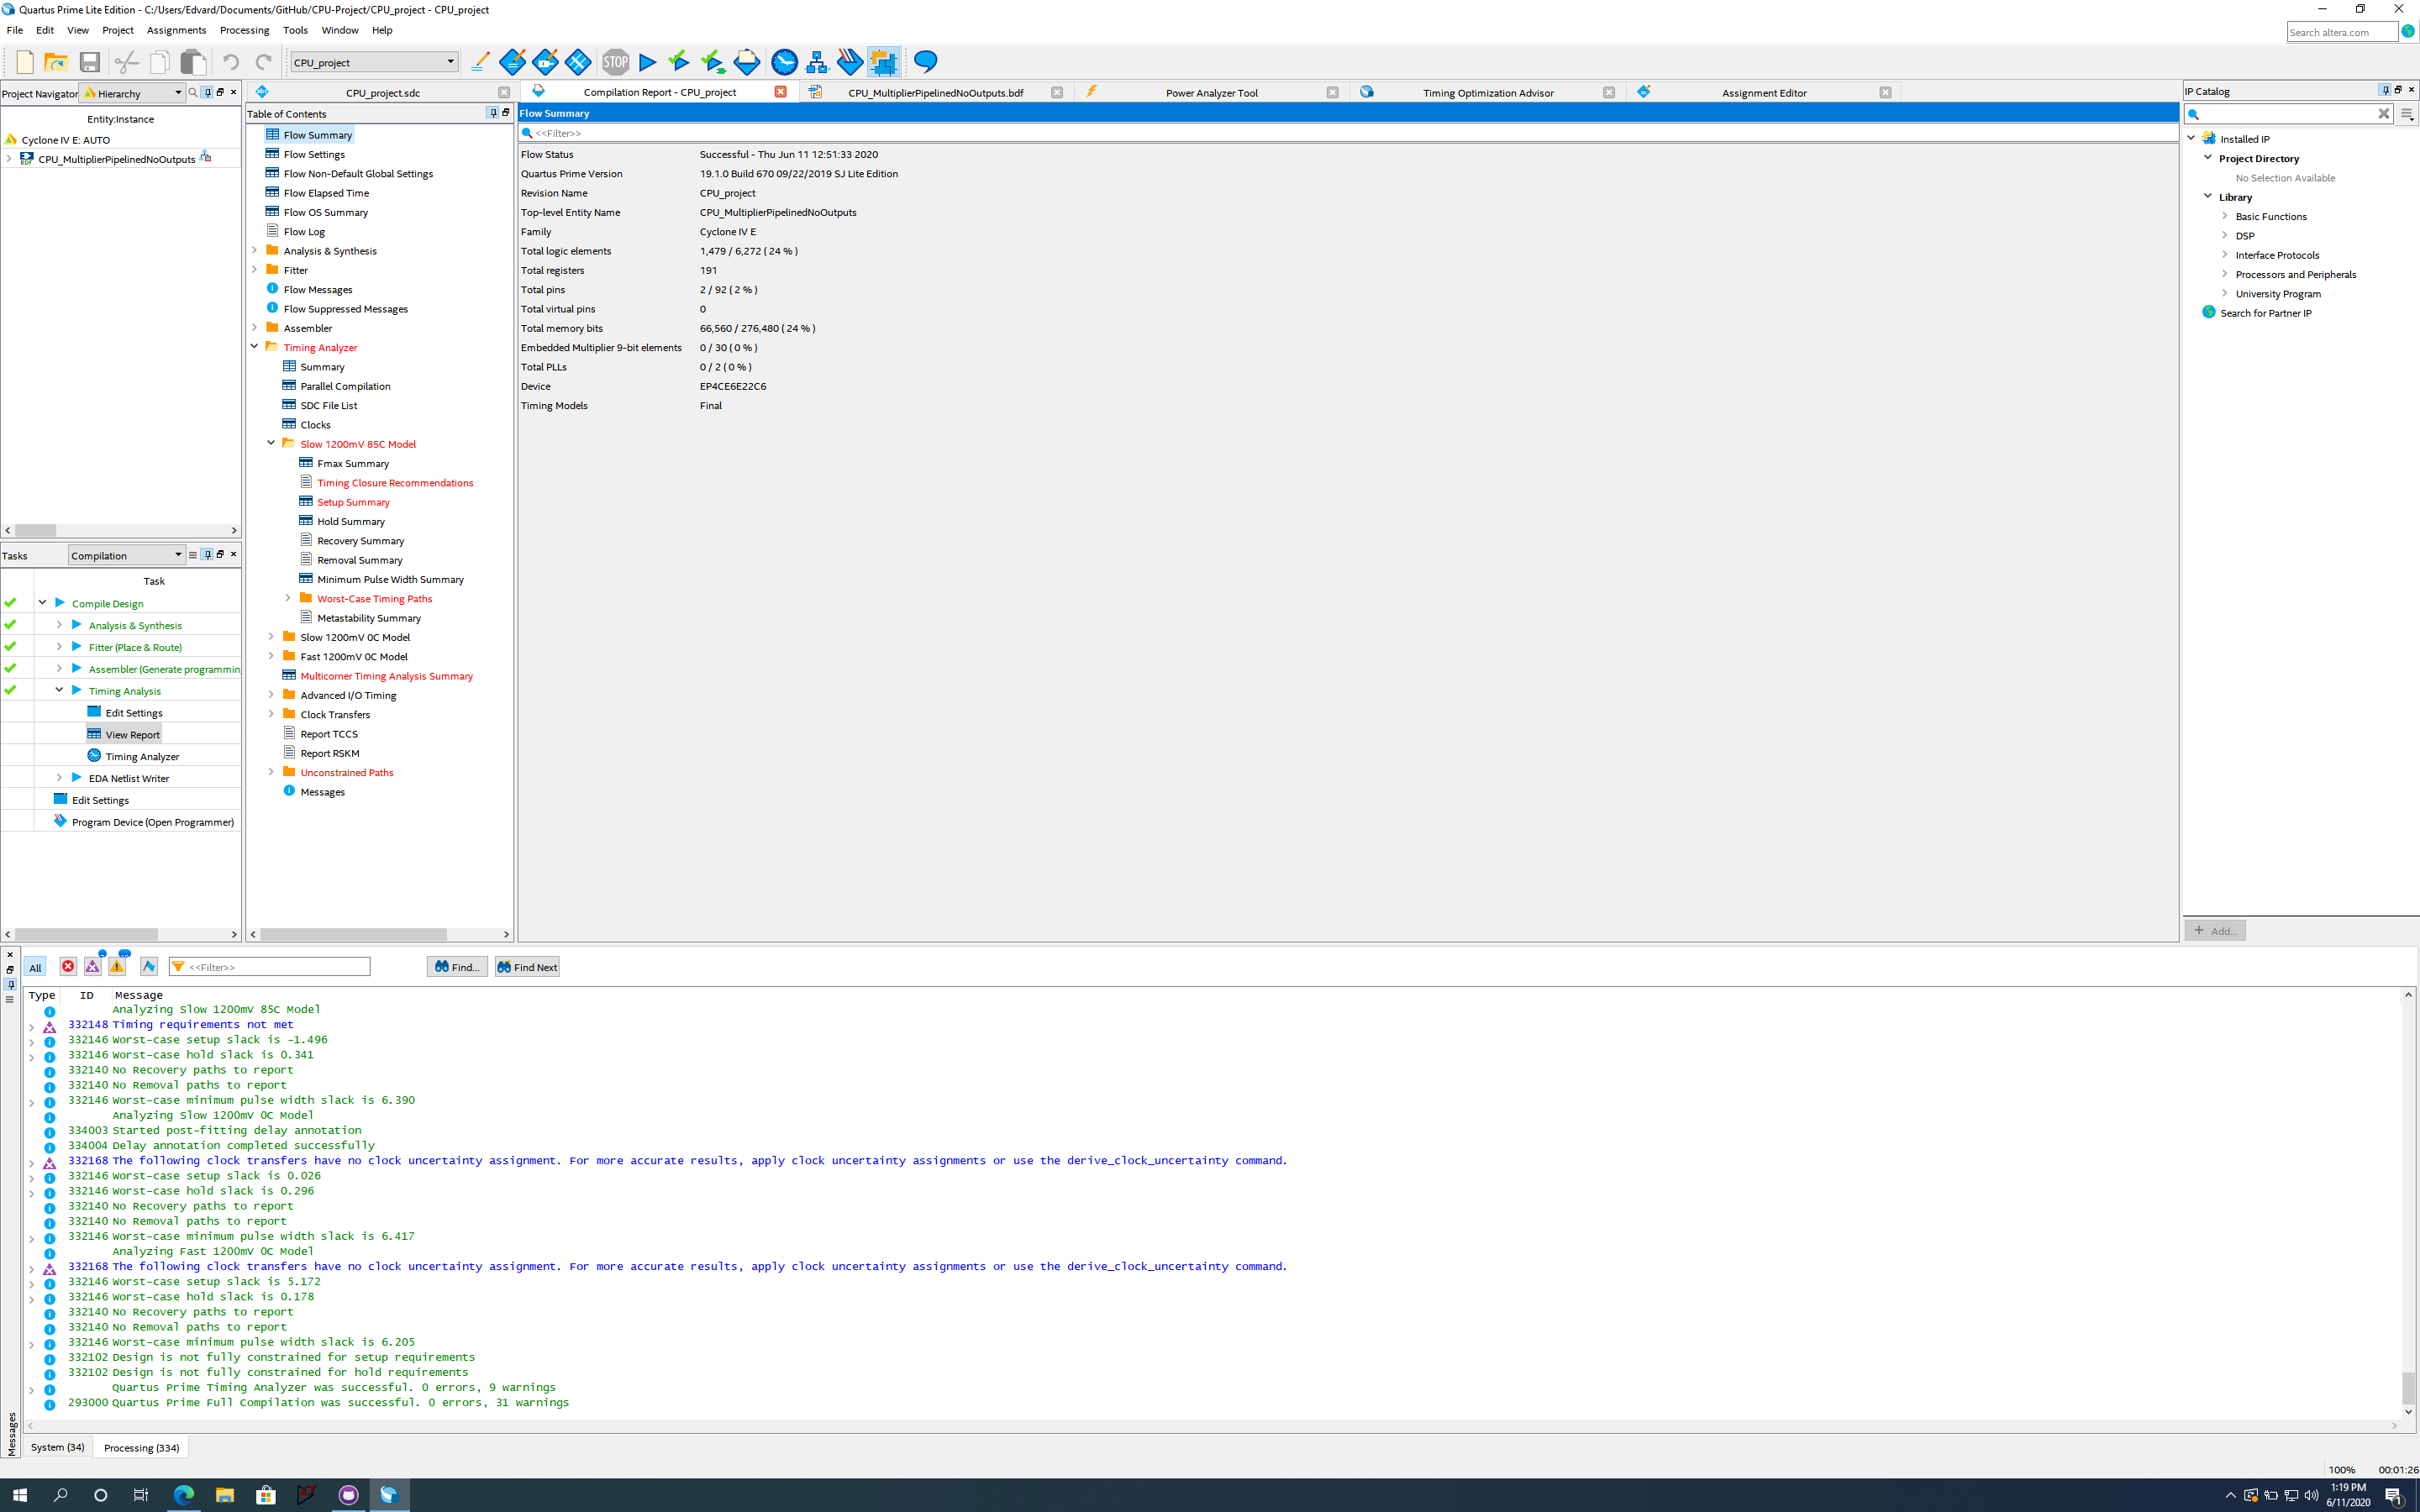 Quartus Prime Lite Edition - C:/Users/Edvard/Documents/GitHub/CPU-Project/CPU_project - CPU_project
File Edit View Project Assignments Processing Tools Window Help
Search altera.com
CPU_project
STOP
Project Navigator Hierarchy
Entity:Instance
Cyclone IV E: AUTO
CPU_MultiplierPipelinedNoOutputs
CPU_project.sdc
Compilation Report - CPU_project
CPU_MultiplierPipelinedNoOutputs.bdf
Power Analyzer Tool
Timing Optimization Advisor
Assignment Editor
Table of Contents
Flow Summary
Flow Settings
Flow Non-Default Global Settings
Flow Elapsed Time
Flow OS Summary
Flow Log
Analysis & Synthesis
Fitter
Flow Messages
Flow Suppressed Messages
Assembler
Timing Analyzer
Summary
Parallel Compilation
SDC File List
Clocks
Slow 1200mV 85C Model
Fmax Summary
Timing Closure Recommendations
Setup Summary
Hold Summary
Recovery Summary
Removal Summary
Minimum Pulse Width Summary
Worst-Case Timing Paths
Metastability Summary
Slow 1200mV 0C Model
Fast 1200mV 0C Model
Multicorner Timing Analysis Summary
Advanced I/O Timing
Clock Transfers
Report TCCS
Report RSKM
Unconstrained Paths
Messages
Flow Summary
<<Filter>>
Flow Status Successful - Thu Jun 11 12:51:33 2020
Quartus Prime Version 19.1.0 Build 670 09/22/2019 SJ Lite Edition
Revision Name CPU_project
Top-level Entity Name CPU_MultiplierPipelinedNoOutputs
Family Cyclone IV E
Total logic elements 1,479 / 6,272 ( 24 % )
Total registers 191
Total pins 2 / 92 ( 2 % )
Total virtual pins 0
Total memory bits 66,560 / 276,480 ( 24 % )
Embedded Multiplier 9-bit elements 0 / 30 ( 0 % )
Total PLLs 0 / 2 ( 0 % )
Device EP4CE6E22C6
Timing Models Final
IP Catalog
Installed IP
Project Directory
No Selection Available
Library
Basic Functions
DSP
Interface Protocols
Processors and Peripherals
University Program
Search for Partner IP
+ Add...
Tasks Compilation
Task
Compile Design
Analysis & Synthesis
Fitter (Place & Route)
Assembler (Generate programmin
Timing Analysis
Edit Settings
View Report
Timing Analyzer
EDA Netlist Writer
Edit Settings
Program Device (Open Programmer)
All <<Filter>> Find... Find Next
Type ID Message
Analyzing Slow 1200mV 85C Model
332148 Timing requirements not met
332146 Worst-case setup slack is -1.496
332146 Worst-case hold slack is 0.341
332140 No Recovery paths to report
332140 No Removal paths to report
332146 Worst-case minimum pulse width slack is 6.390
Analyzing Slow 1200mV 0C Model
334003 Started post-fitting delay annotation
334004 Delay annotation completed successfully
332168 The following clock transfers have no clock uncertainty assignment. For more accurate results, apply clock uncertainty assignments or use the derive_clock_uncertainty command.
332146 Worst-case setup slack is 0.026
332146 Worst-case hold slack is 0.296
332140 No Recovery paths to report
332140 No Removal paths to report
332146 Worst-case minimum pulse width slack is 6.417
Analyzing Fast 1200mV 0C Model
332168 The following clock transfers have no clock uncertainty assignment. For more accurate results, apply clock uncertainty assignments or use the derive_clock_uncertainty command.
332146 Worst-case setup slack is 5.172
332146 Worst-case hold slack is 0.178
332140 No Recovery paths to report
332140 No Removal paths to report
332146 Worst-case minimum pulse width slack is 6.205
332102 Design is not fully constrained for setup requirements
332102 Design is not fully constrained for hold requirements
Quartus Prime Timing Analyzer was successful. 0 errors, 9 warnings
293000 Quartus Prime Full Compilation was successful. 0 errors, 31 warnings
Messages
System (34) Processing (334)
100% 00:01:26
1:19 PM
6/11/2020
1